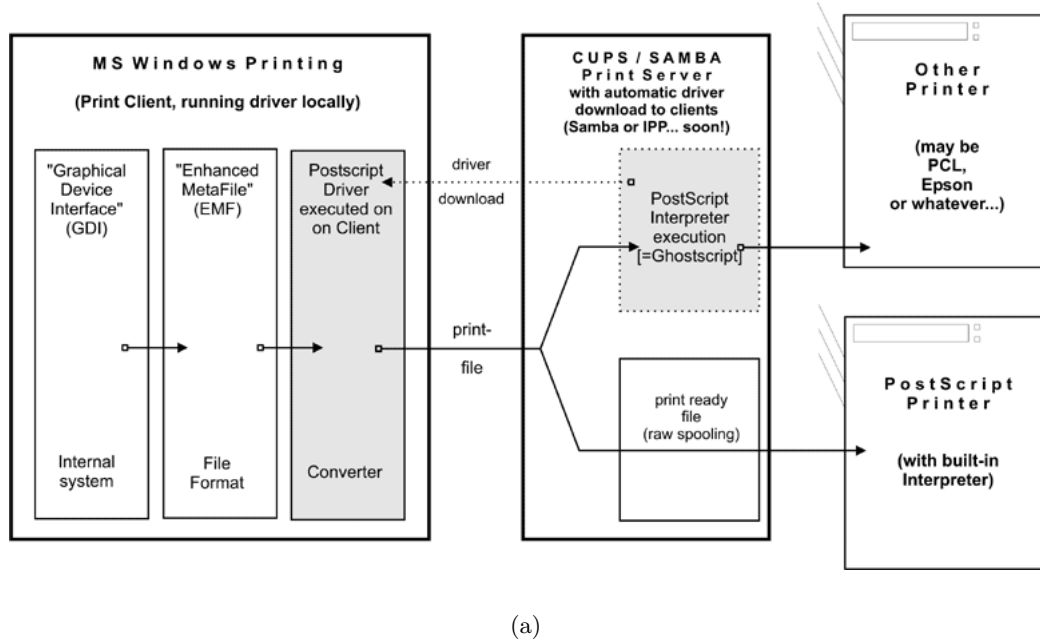 MS Windows Printing
(Print Client, running driver locally)
"Graphical
Device
Interface"
(GDI)
Internal
system
"Enhanced
MetaFile"
(EMF)
File
Format
Postscript
Driver
executed on
on Client
Converter
driver
download
print-
file
CUPS / SAMBA
Print Server
with automatic driver
download to clients
(Samba or IPP... soon!)
PostScript
Interpreter
execution
[=Ghostscript]
print ready
file
(raw spooling)
Other
Printer
(may be
PCL,
Epson
or whatever...)
PostScript
Printer
(with built-in
Interpreter)
(a)